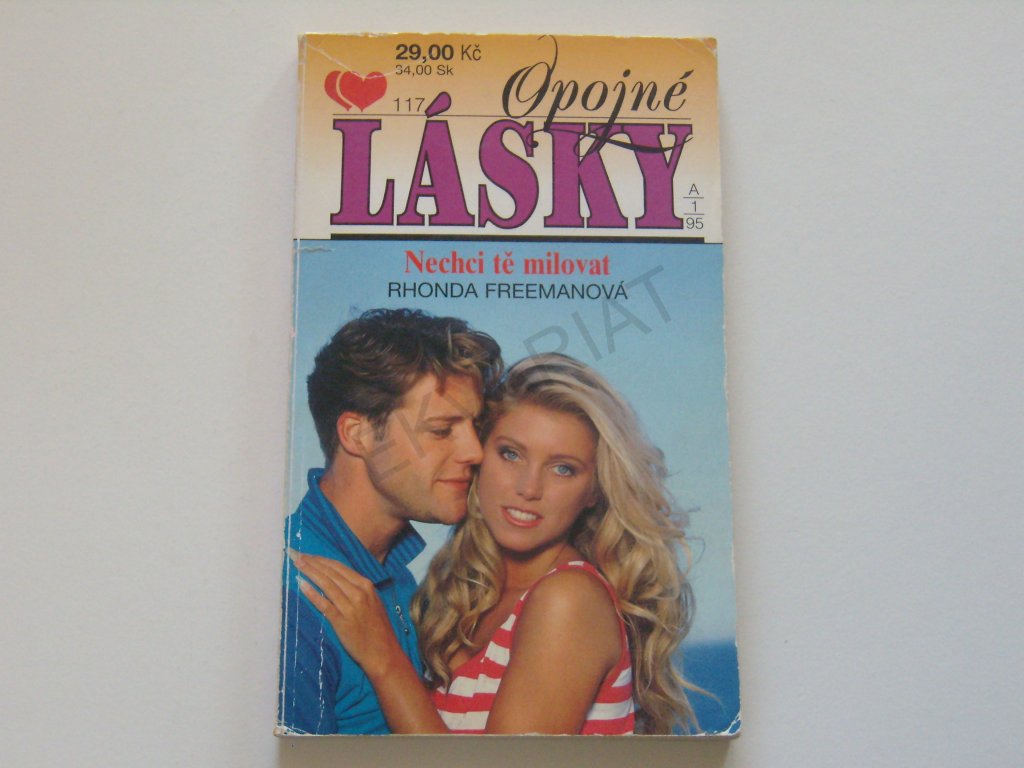 29,00 Kč
34,00 Sk
117
Opojné
LÁSKY
A
1
95
Nechci tě milovat
RHONDA FREEMANOVÁ